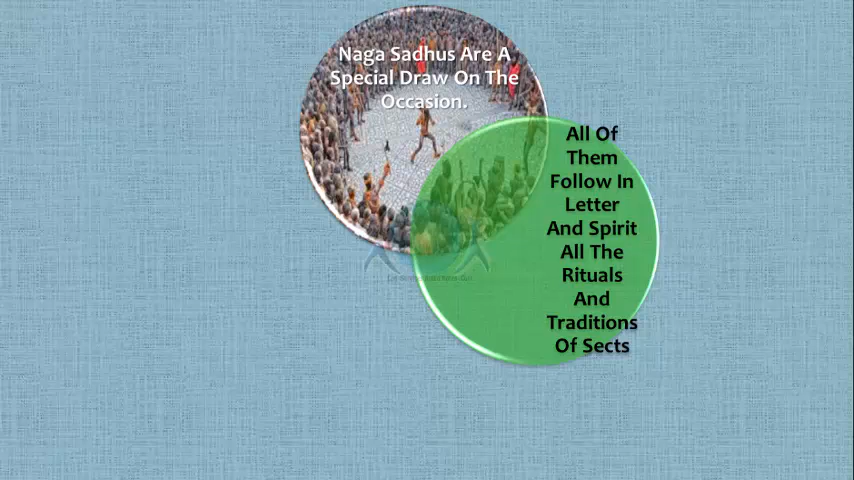 Naga Sadhus Are A
Special Draw On The
Occasion.
All Of
Them
Follow In
Letter
And Spirit
All The
Rituals
And
Traditions
Of Sects